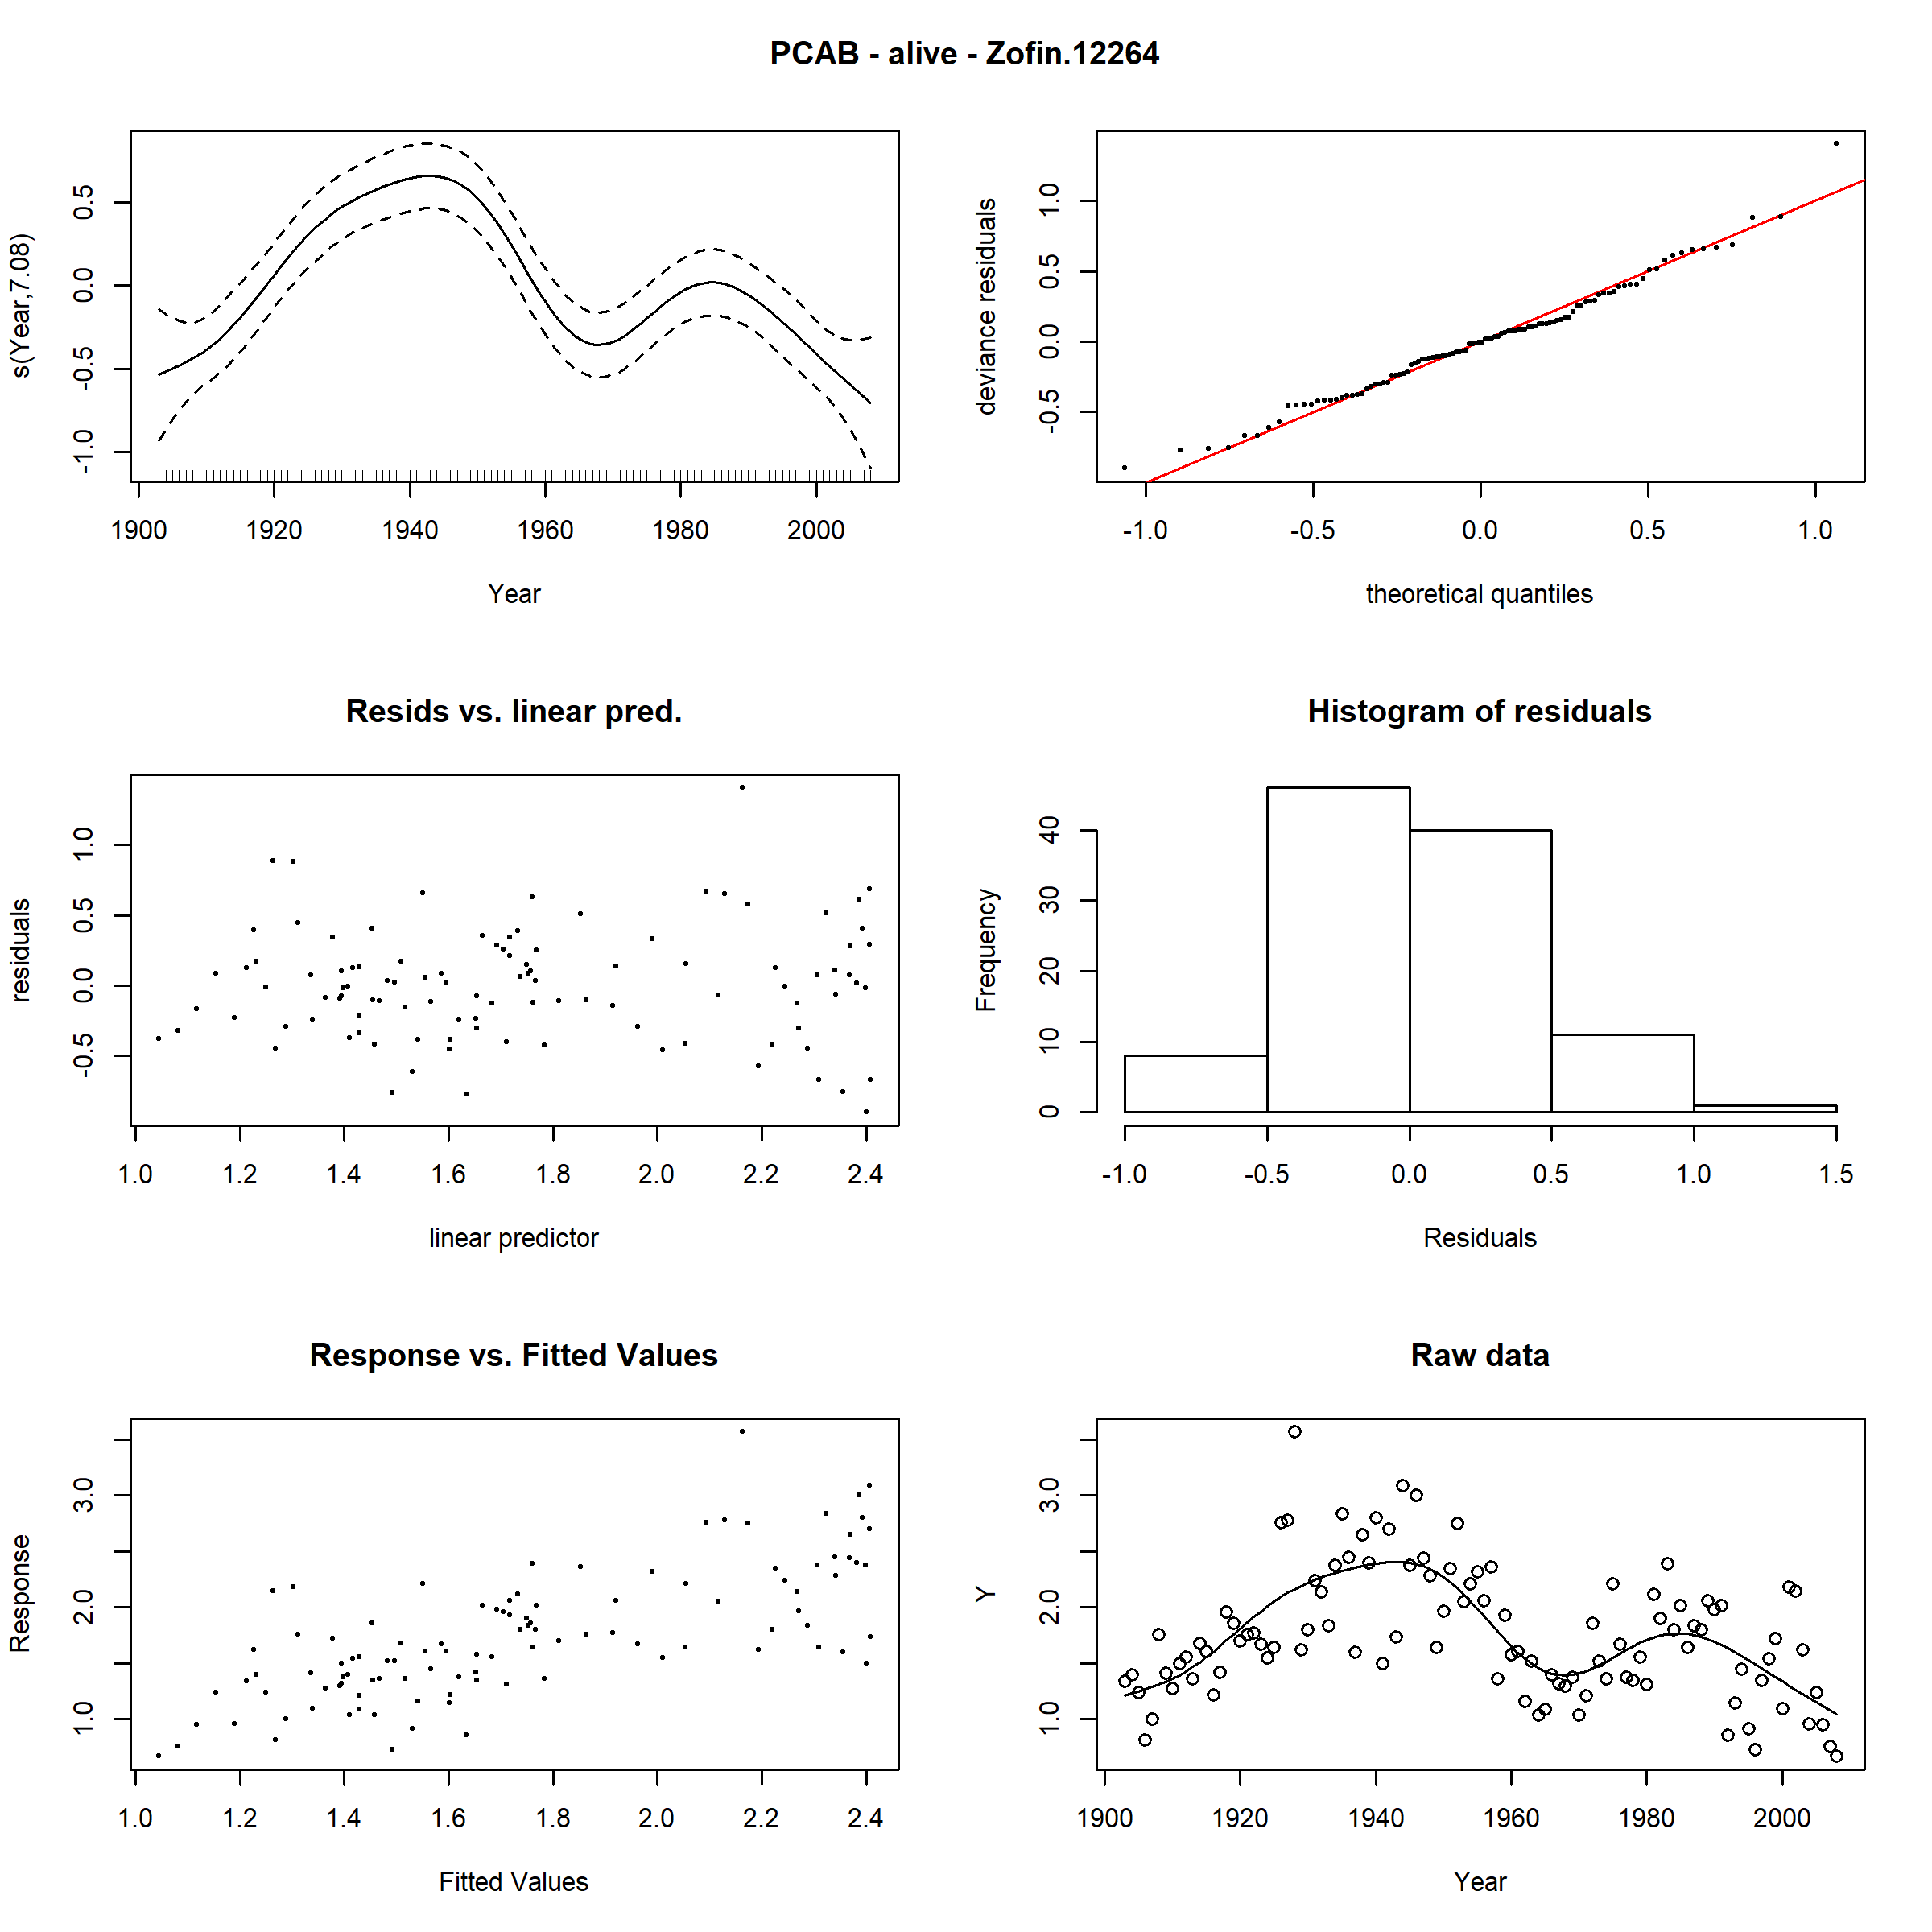 PCAB - alive - Zofin.12264
s(Year,7.08)
0.5
0.0
-0.5
-1.0
1900 1920 1940 1960 1980 2000
Year
deviance residuals
1.0
0.5
0.0
-0.5
-1.0 -0.5 0.0 0.5 1.0
theoretical quantiles
Resids vs. linear pred.
residuals
1.0
0.5
0.0
-0.5
1.0 1.2 1.4 1.6 1.8 2.0 2.2 2.4
linear predictor
Histogram of residuals
Frequency
40
30
20
10
0
-1.0 -0.5 0.0 0.5 1.0 1.5
Residuals
Response vs. Fitted Values
Response
3.0
2.0
1.0
1.0 1.2 1.4 1.6 1.8 2.0 2.2 2.4
Fitted Values
Raw data
Y
3.0
2.0
1.0
1900 1920 1940 1960 1980 2000
Year